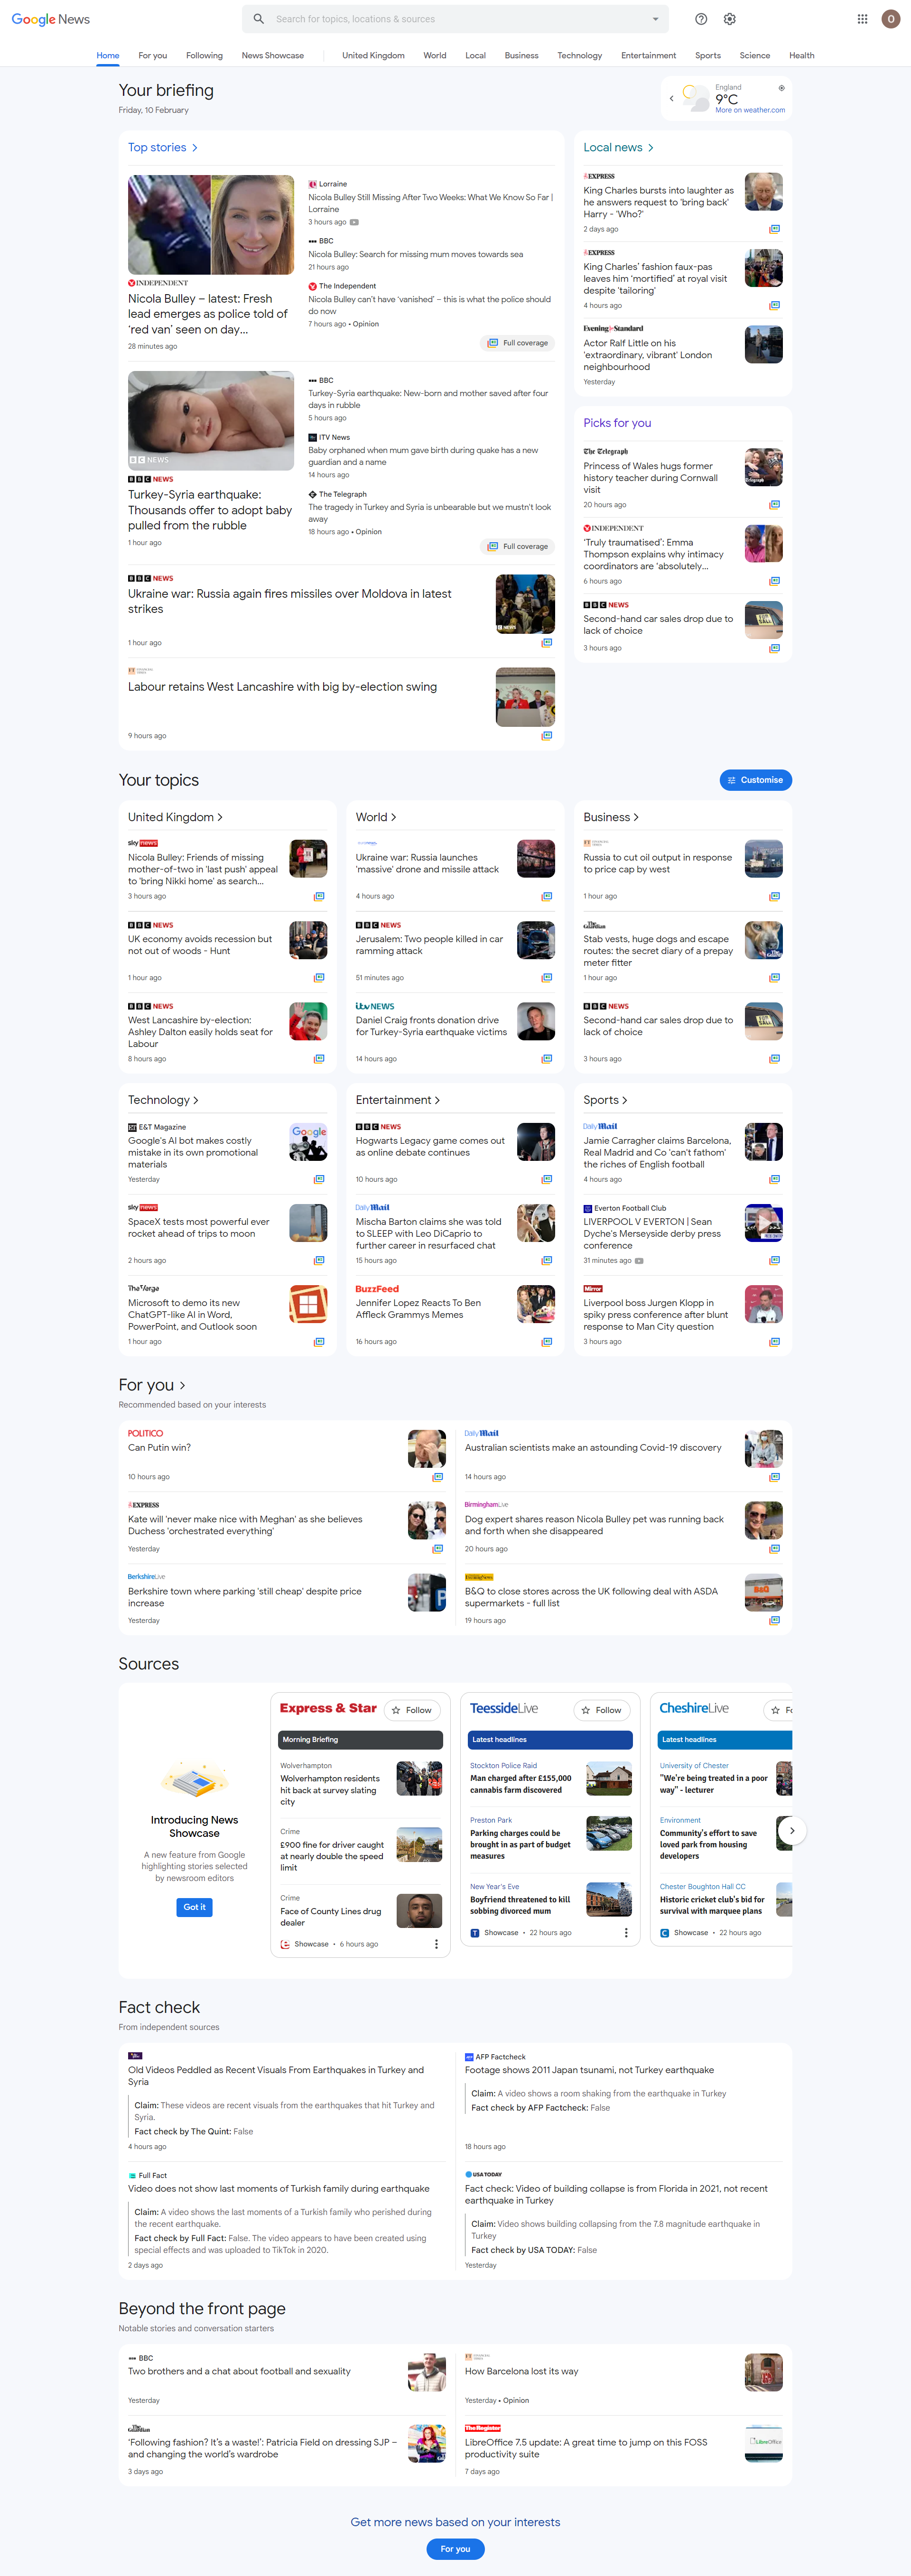 Google News
Search for topics, locations & sources
O
Home
For you
Following
News Showcase
United Kingdom
World
Local
Business
Technology
Entertainment
Sports
Science
Health
Your briefing
Friday, 10 February
England
9°C
More on weather.com
Top stories
INDEPENDENT
Nicola Bulley – latest: Fresh
lead emerges as police told of
‘red van’ seen on day...
28 minutes ago
Lorraine
Nicola Bulley Still Missing After Two Weeks: What We Know So Far |
Lorraine
3 hours ago
BBC
Nicola Bulley: Search for missing mum moves towards sea
21 hours ago
The Independent
Nicola Bulley can't have ‘vanished’ – this is what the police should
do now
7 hours ago • Opinion
Full coverage
BBC NEWS
BBC NEWS
Turkey-Syria earthquake:
Thousands offer to adopt baby
pulled from the rubble
1 hour ago
BBC
Turkey-Syria earthquake: New-born and mother saved after four
days in rubble
5 hours ago
ITV News
Baby orphaned when mum gave birth during quake has a new
guardian and a name
14 hours ago
The Telegraph
The tragedy in Turkey and Syria is unbearable but we mustn't look
away
18 hours ago • Opinion
Full coverage
BBC NEWS
Ukraine war: Russia again fires missiles over Moldova in latest
strikes
1 hour ago
Labour retains West Lancashire with big by-election swing
9 hours ago
Local news
EXPRESS
King Charles bursts into laughter as
he answers request to 'bring back'
Harry - 'Who?'
2 days ago
EXPRESS
King Charles' fashion faux-pas
leaves him 'mortified' at royal visit
despite 'tailoring'
4 hours ago
Evening Standard
Actor Ralf Little on his
'extraordinary, vibrant' London
neighbourhood
Yesterday
Picks for you
The Telegraph
Princess of Wales hugs former
history teacher during Cornwall
visit
20 hours ago
INDEPENDENT
‘Truly traumatised’: Emma
Thompson explains why intimacy
coordinators are ‘absolutely...
6 hours ago
BBC NEWS
Second-hand car sales drop due to
lack of choice
3 hours ago
Your topics
Customise
United Kingdom
sky news
Nicola Bulley: Friends of missing
mother-of-two in 'last push' appeal
to 'bring Nikki home' as search...
3 hours ago
BBC NEWS
UK economy avoids recession but
not out of woods - Hunt
1 hour ago
BBC NEWS
West Lancashire by-election:
Ashley Dalton easily holds seat for
Labour
8 hours ago
World
Ukraine war: Russia launches
'massive' drone and missile attack
4 hours ago
BBC NEWS
Jerusalem: Two people killed in car
ramming attack
51 minutes ago
itv NEWS
Daniel Craig fronts donation drive
for Turkey-Syria earthquake victims
14 hours ago
Business
Russia to cut oil output in response
to price cap by west
1 hour ago
The Guardian
Stab vests, huge dogs and escape
routes: the secret diary of a prepay
meter fitter
1 hour ago
BBC NEWS
Second-hand car sales drop due to
lack of choice
3 hours ago
Technology
E&T Magazine
Google's AI bot makes costly
mistake in its own promotional
materials
Yesterday
Google
sky news
SpaceX tests most powerful ever
rocket ahead of trips to moon
2 hours ago
The Verge
Microsoft to demo its new
ChatGPT-like AI in Word,
PowerPoint, and Outlook soon
1 hour ago
Entertainment
BBC NEWS
Hogwarts Legacy game comes out
as online debate continues
10 hours ago
Daily Mail
Mischa Barton claims she was told
to SLEEP with Leo DiCaprio to
further career in resurfaced chat
15 hours ago
BuzzFeed
Jennifer Lopez Reacts To Ben
Affleck Grammys Memes
16 hours ago
Sports
Daily Mail
Jamie Carragher claims Barcelona,
Real Madrid and Co 'can't fathom'
the riches of English football
4 hours ago
Everton Football Club
LIVERPOOL V EVERTON | Sean
Dyche's Merseyside derby press
conference
31 minutes ago
Mirror
Liverpool boss Jurgen Klopp in
spiky press conference after blunt
response to Man City question
3 hours ago
For you
Recommended based on your interests
POLITICO
Can Putin win?
10 hours ago
EXPRESS
Kate will 'never make nice with Meghan' as she believes
Duchess 'orchestrated everything'
Yesterday
BerkshireLive
Berkshire town where parking 'still cheap' despite price
increase
Yesterday
Daily Mail
Australian scientists make an astounding Covid-19 discovery
14 hours ago
BirminghamLive
Dog expert shares reason Nicola Bulley pet was running back
and forth when she disappeared
20 hours ago
B&Q to close stores across the UK following deal with ASDA
supermarkets - full list
19 hours ago
B&Q
Sources
Introducing News
Showcase
A new feature from Google
highlighting stories selected
by newsroom editors
Got it
Express & Star
Follow
Morning Briefing
Wolverhampton
Wolverhampton residents
hit back at survey slating
city
Crime
£900 fine for driver caught
at nearly double the speed
limit
Crime
Face of County Lines drug
dealer
Showcase • 6 hours ago
TeessideLive
Follow
Latest headlines
Stockton Police Raid
Man charged after £155,000
cannabis farm discovered
Preston Park
Parking charges could be
brought in as part of budget
measures
New Year's Eve
Boyfriend threatened to kill
sobbing divorced mum
Showcase • 22 hours ago
CheshireLive
Fo
Latest headlines
University of Chester
"We're being treated in a poor
way" - lecturer
Environment
Community's effort to save
loved park from housing
developers
Chester Boughton Hall CC
Historic cricket club's bid for
survival with marquee plans
Showcase • 22 hours ago
Fact check
From independent sources
Old Videos Peddled as Recent Visuals From Earthquakes in Turkey and
Syria
Claim: These videos are recent visuals from the earthquakes that hit Turkey and
Syria.
Fact check by The Quint: False
4 hours ago
AFP Factcheck
Footage shows 2011 Japan tsunami, not Turkey earthquake
Claim: A video shows a room shaking from the earthquake in Turkey
Fact check by AFP Factcheck: False
18 hours ago
Full Fact
Video does not show last moments of Turkish family during earthquake
Claim: A video shows the last moments of a Turkish family who perished during
the recent earthquake.
Fact check by Full Fact: False. The video appears to have been created using
special effects and was uploaded to TikTok in 2020.
2 days ago
USA TODAY
Fact check: Video of building collapse is from Florida in 2021, not recent
earthquake in Turkey
Claim: Video shows building collapsing from the 7.8 magnitude earthquake in
Turkey
Fact check by USA TODAY: False
Yesterday
Beyond the front page
Notable stories and conversation starters
BBC
Two brothers and a chat about football and sexuality
Yesterday
How Barcelona lost its way
Yesterday • Opinion
The Guardian
‘Following fashion? It’s a waste!’: Patricia Field on dressing SJP –
and changing the world’s wardrobe
3 days ago
The Register
LibreOffice 7.5 update: A great time to jump on this FOSS
productivity suite
7 days ago
LibreOffice
Get more news based on your interests
For you